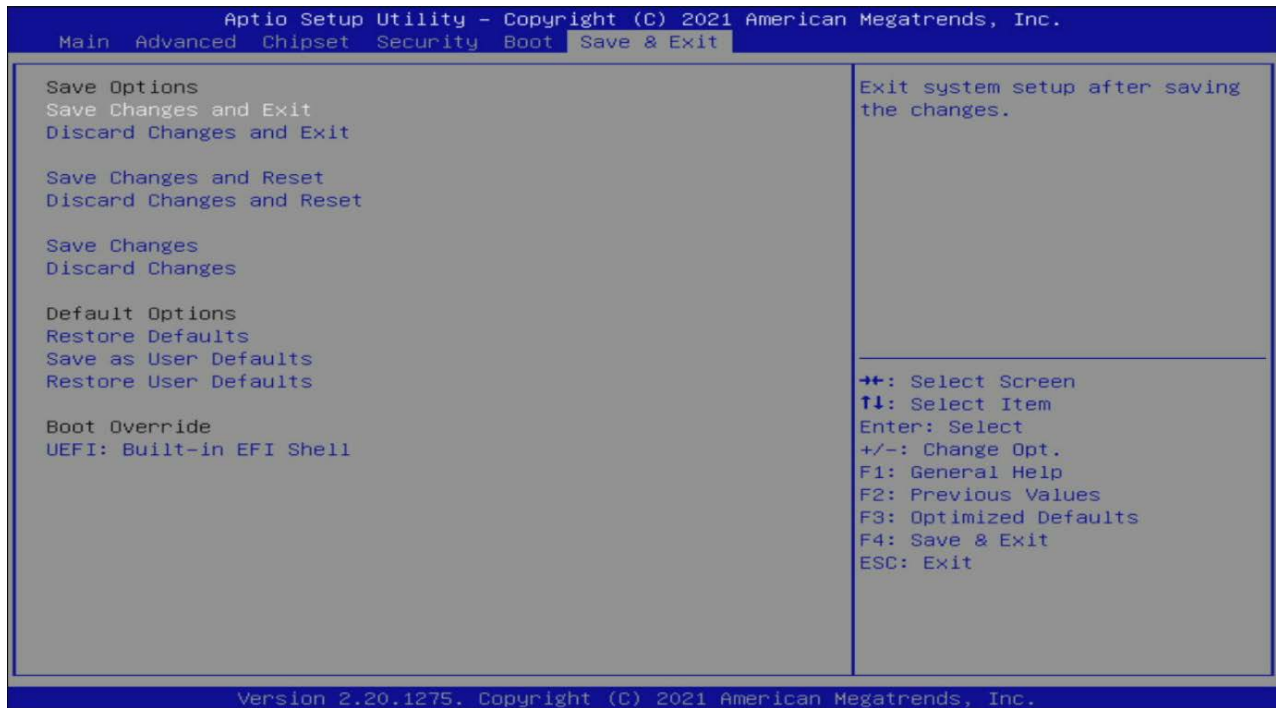 Aptio Setup Utility – Copyright (C) 2021 American Megatrends, Inc.
Main Advanced Chipset Security Boot Save & Exit
Save Options
Save Changes and Exit
Discard Changes and Exit
Save Changes and Reset
Discard Changes and Reset
Save Changes
Discard Changes
Default Options
Restore Defaults
Save as User Defaults
Restore User Defaults
Boot Override
UEFI: Built-in EFI Shell
Exit system setup after saving
the changes.
→←: Select Screen
↑↓: Select Item
Enter: Select
+/-: Change Opt.
F1: General Help
F2: Previous Values
F3: Optimized Defaults
F4: Save & Exit
ESC: Exit
Version 2.20.1275. Copyright (C) 2021 American Megatrends, Inc.